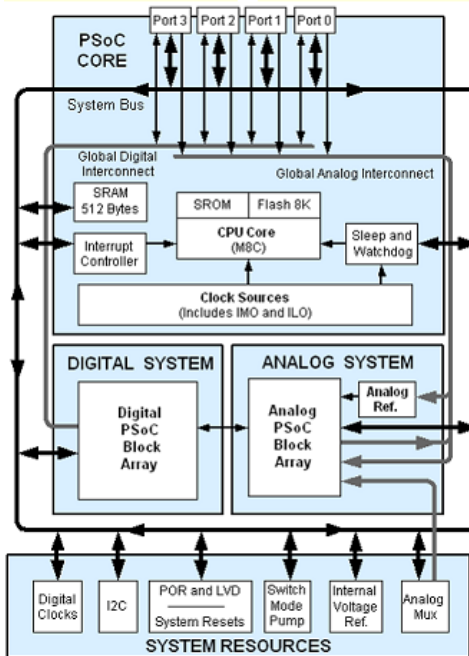 Port 3 Port 2 Port 1 Port 0
PSoC
CORE
System Bus
Global Digital
Interconnect
Global Analog Interconnect
SRAM
512 Bytes
SROM Flash 8K
CPU Core
(M8C)
Interrupt
Controller
Sleep and
Watchdog
Clock Sources
(Includes IMO and ILO)
DIGITAL SYSTEM
Digital
PSoC
Block
Array
ANALOG SYSTEM
Analog
PSoC
Block
Array
Analog
Ref.
Digital
Clocks
I2C
POR and LVD
System Resets
Switch
Mode
Pump
Internal
Voltage
Ref.
Analog
Mux
SYSTEM RESOURCES